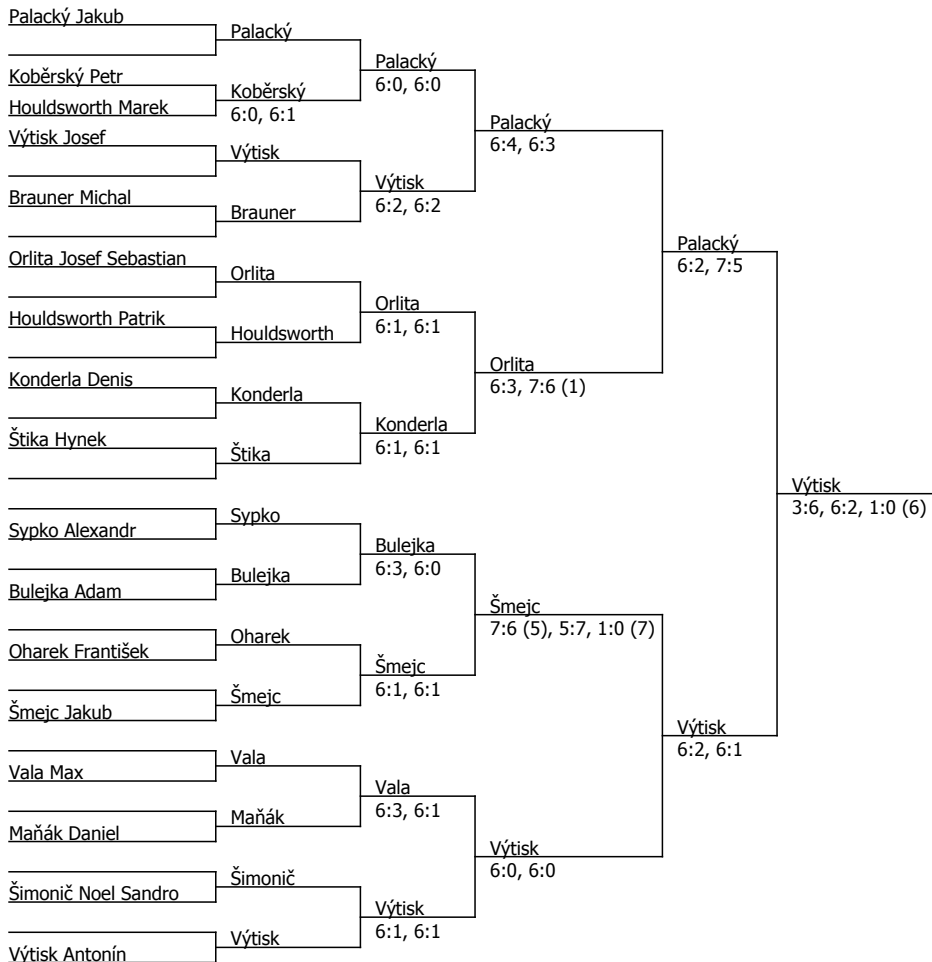 Palacký Jakub
Koběrský Petr
Houldsworth Marek
Výtisk Josef
Brauner Michal
Orlita Josef Sebastian
Houldsworth Patrik
Konderla Denis
Štika Hynek
Sypko Alexandr
Bulejka Adam
Oharek František
Šmejc Jakub
Vala Max
Maňák Daniel
Šimonič Noel Sandro
Výtisk Antonín
Palacký
Koběrský
6:0, 6:1
Výtisk
Brauner
Orlita
Houldsworth
Konderla
Štika
Sypko
Bulejka
Oharek
Šmejc
Vala
Maňák
Šimonič
Výtisk
Palacký
6:0, 6:0
Výtisk
6:2, 6:2
Orlita
6:1, 6:1
Konderla
6:1, 6:1
Bulejka
6:3, 6:0
Šmejc
6:1, 6:1
Vala
6:3, 6:1
Výtisk
6:1, 6:1
Palacký
6:4, 6:3
Orlita
6:3, 7:6 (1)
Šmejc
7:6 (5), 5:7, 1:0 (7)
Výtisk
6:0, 6:0
Palacký
6:2, 7:5
Výtisk
6:2, 6:1
Výtisk
3:6, 6:2, 1:0 (6)